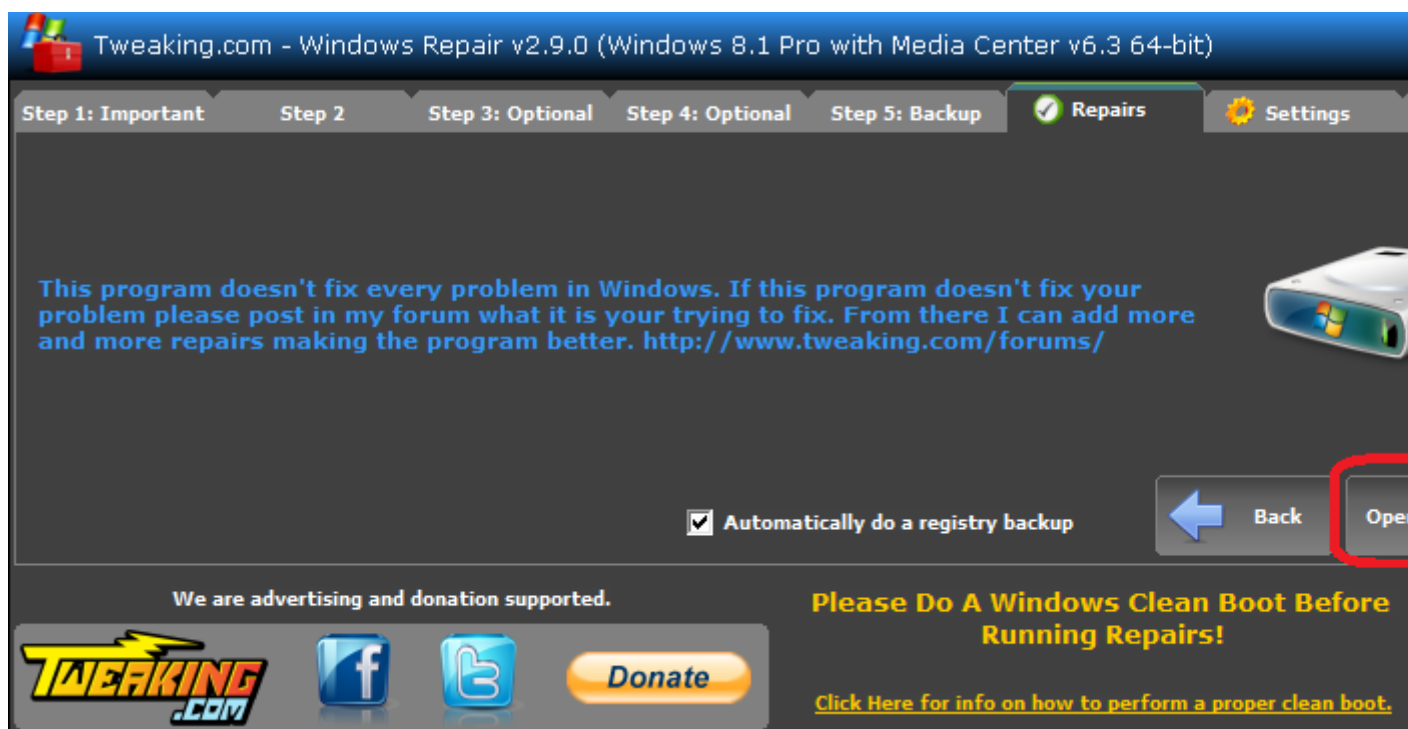 Tweaking.com - Windows Repair v2.9.0 (Windows 8.1 Pro with Media Center v6.3 64-bit)
Step 1: Important Step 2 Step 3: Optional Step 4: Optional Step 5: Backup Repairs Settings
This program doesn't fix every problem in Windows. If this program doesn't fix your
problem please post in my forum what it is your trying to fix. From there I can add more
and more repairs making the program better. http://www.tweaking.com/forums/
Automatically do a registry backup
Back
We are advertising and donation supported.
Please Do A Windows Clean Boot Before
Running Repairs!
TWEAKING
.COM
Donate
Click Here for info on how to perform a proper clean boot.